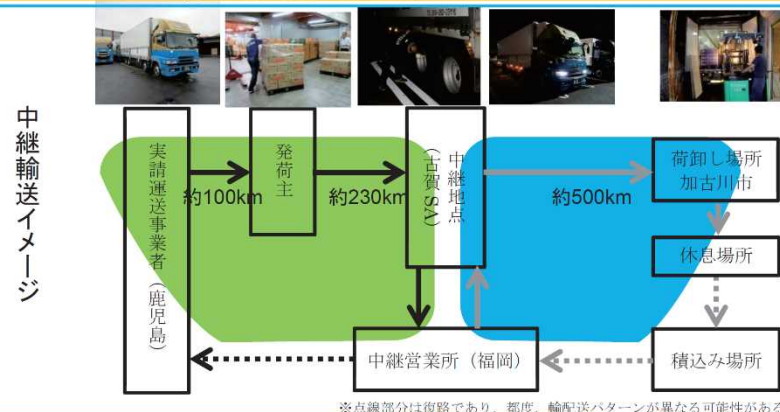 中継輸送イメージ
実請運送事業者（鹿児島）
約100km
発荷主
約230km
中継地点
（古賀SA）
約500km
荷卸し場所
加古川市
休息場所
積込み場所
中継営業所（福岡）
※点線部分は復路であり、都度、輸配送パターンが異なる可能性がある